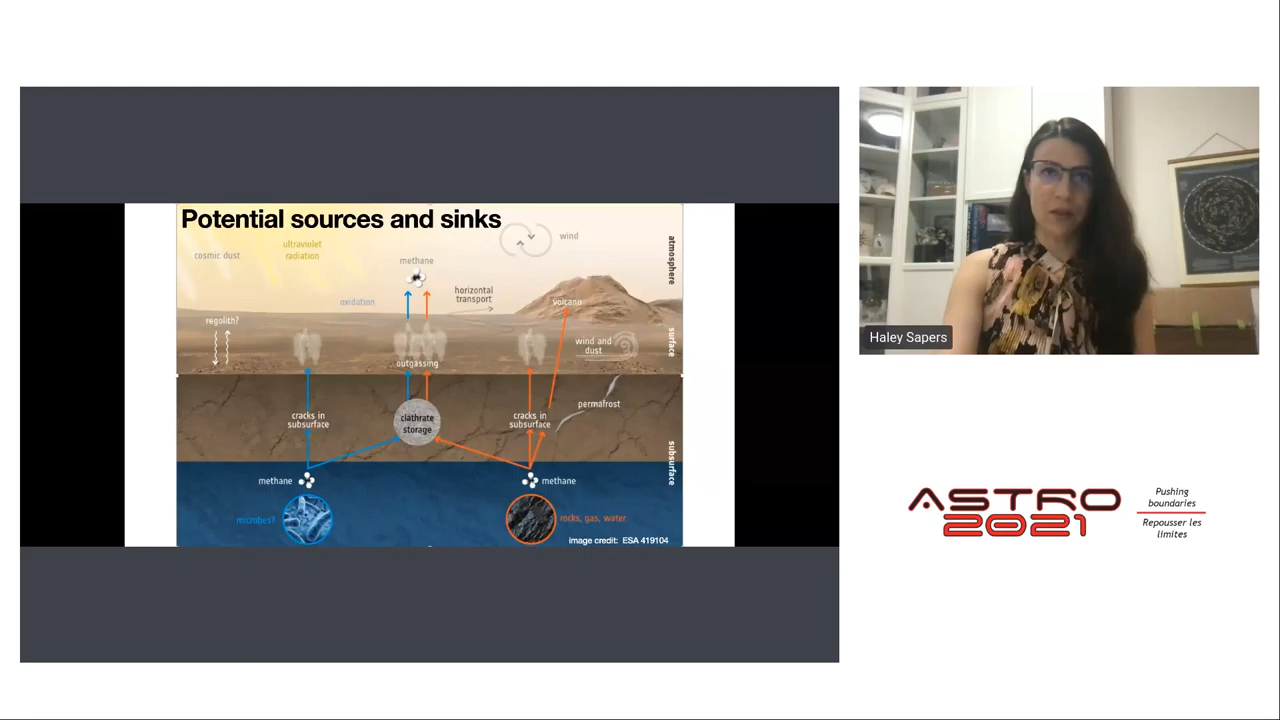 Potential sources and sinks
cosmic dust
ultraviolet
radiation
methane
wind
atmosphere
oxidation
horizontal
transport
volcano
regolith?
outgassing
wind and
dust
surface
cracks in
subsurface
clathrate
storage
cracks in
subsurface
permafrost
subsurface
methane
methane
microbes?
rocks, gas, water
image credit: ESA 419104
Haley Sapers
ASTRO
2021
Pushing
boundaries
Repousser les
limites